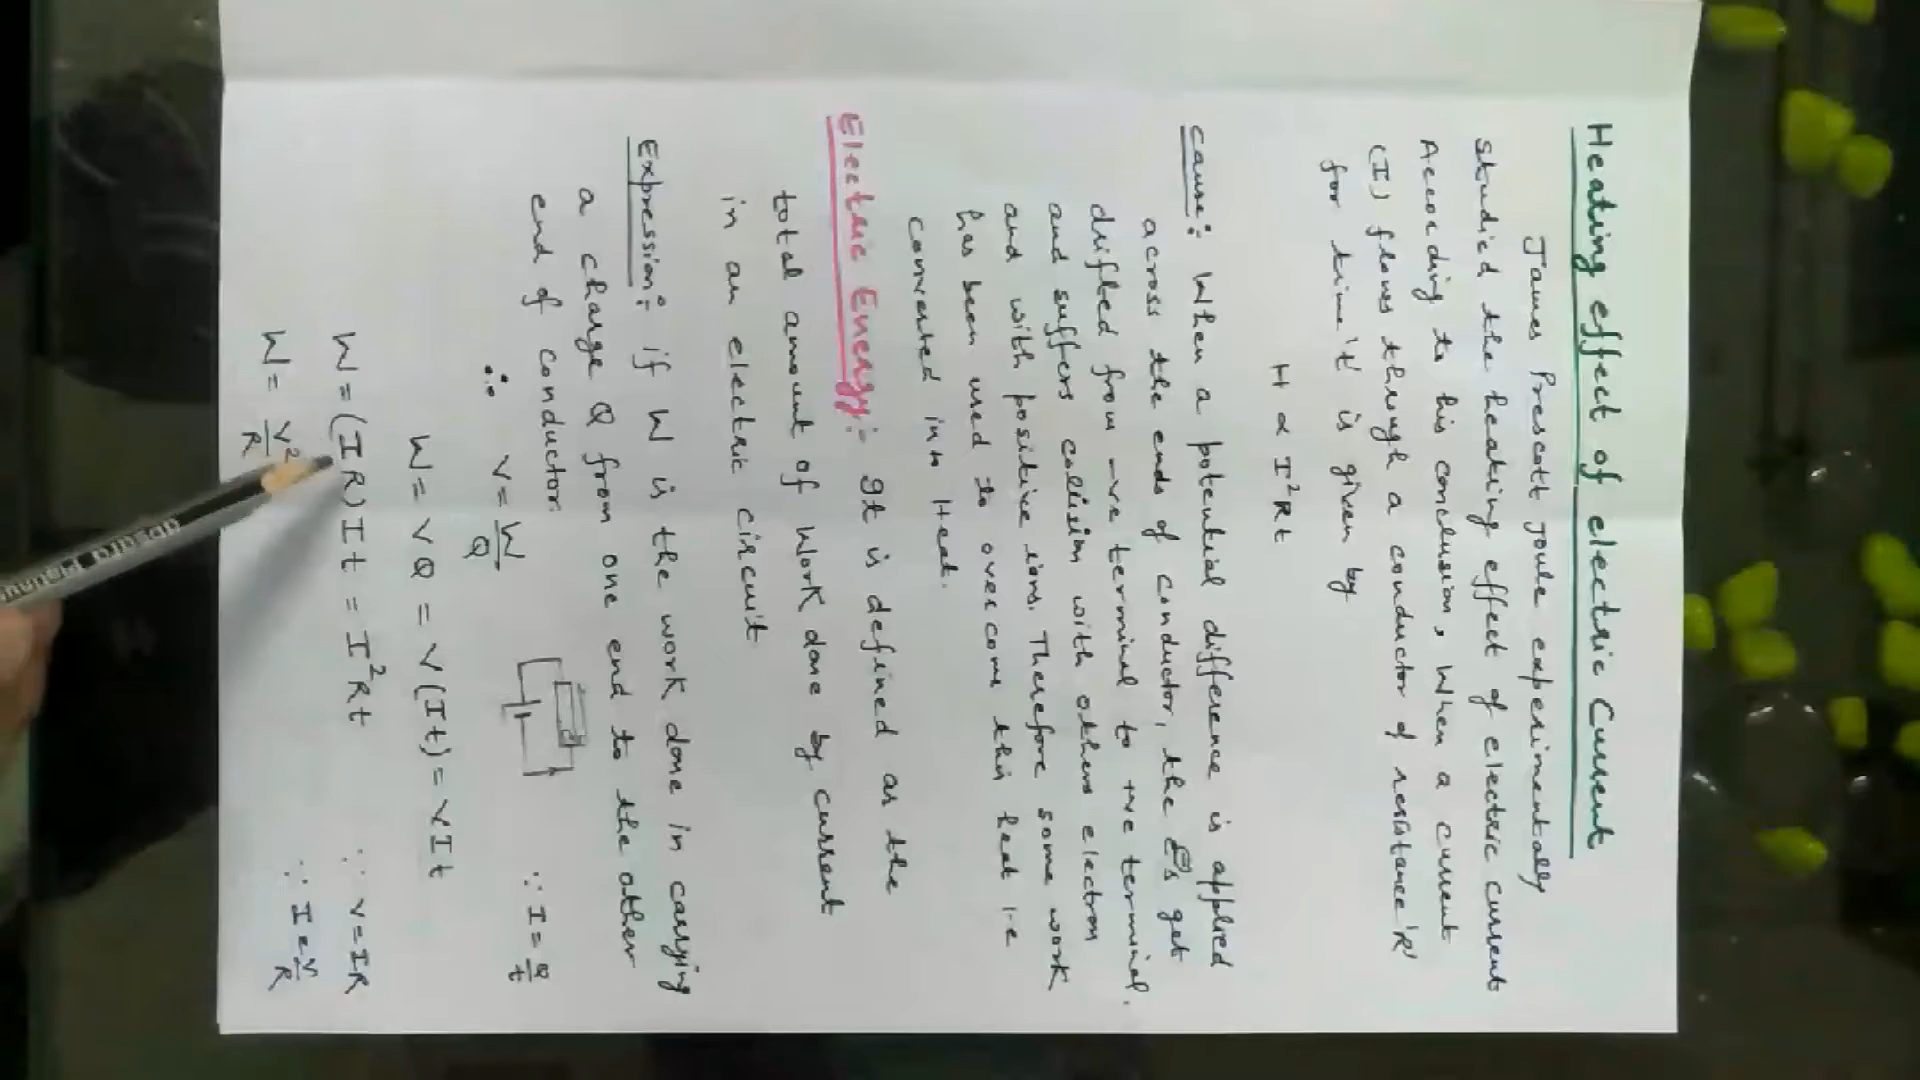 Heating effect of electric Current
James Prescott Joule experimentally
studied the heating effect of electric current
According to his conclusion, When a current
(I) flows through a conductor of resistance 'R'
for time 't' is given by
H ∝ I²Rt
Cause: When a potential difference is applied
across the ends of conductor, the e⁻s get
drifted from -ve terminal to +ve terminal.
and suffers collision with others electron
and with positive ions. Therefore some work
has been used to overcome this heat i.e
converted into Heat.
Electric Energy:- It is defined as the
total amount of Work done by current
in an electric circuit
Expression: if W is the work done in carrying
a charge Q from one end to the other
end of conductor.
∴ V = W/Q ∵ I = Q/t
W = VQ = V(It) = VIt
W = (IR)It = I²Rt ∵ V = IR
W = V²/R ∵ I = V/R